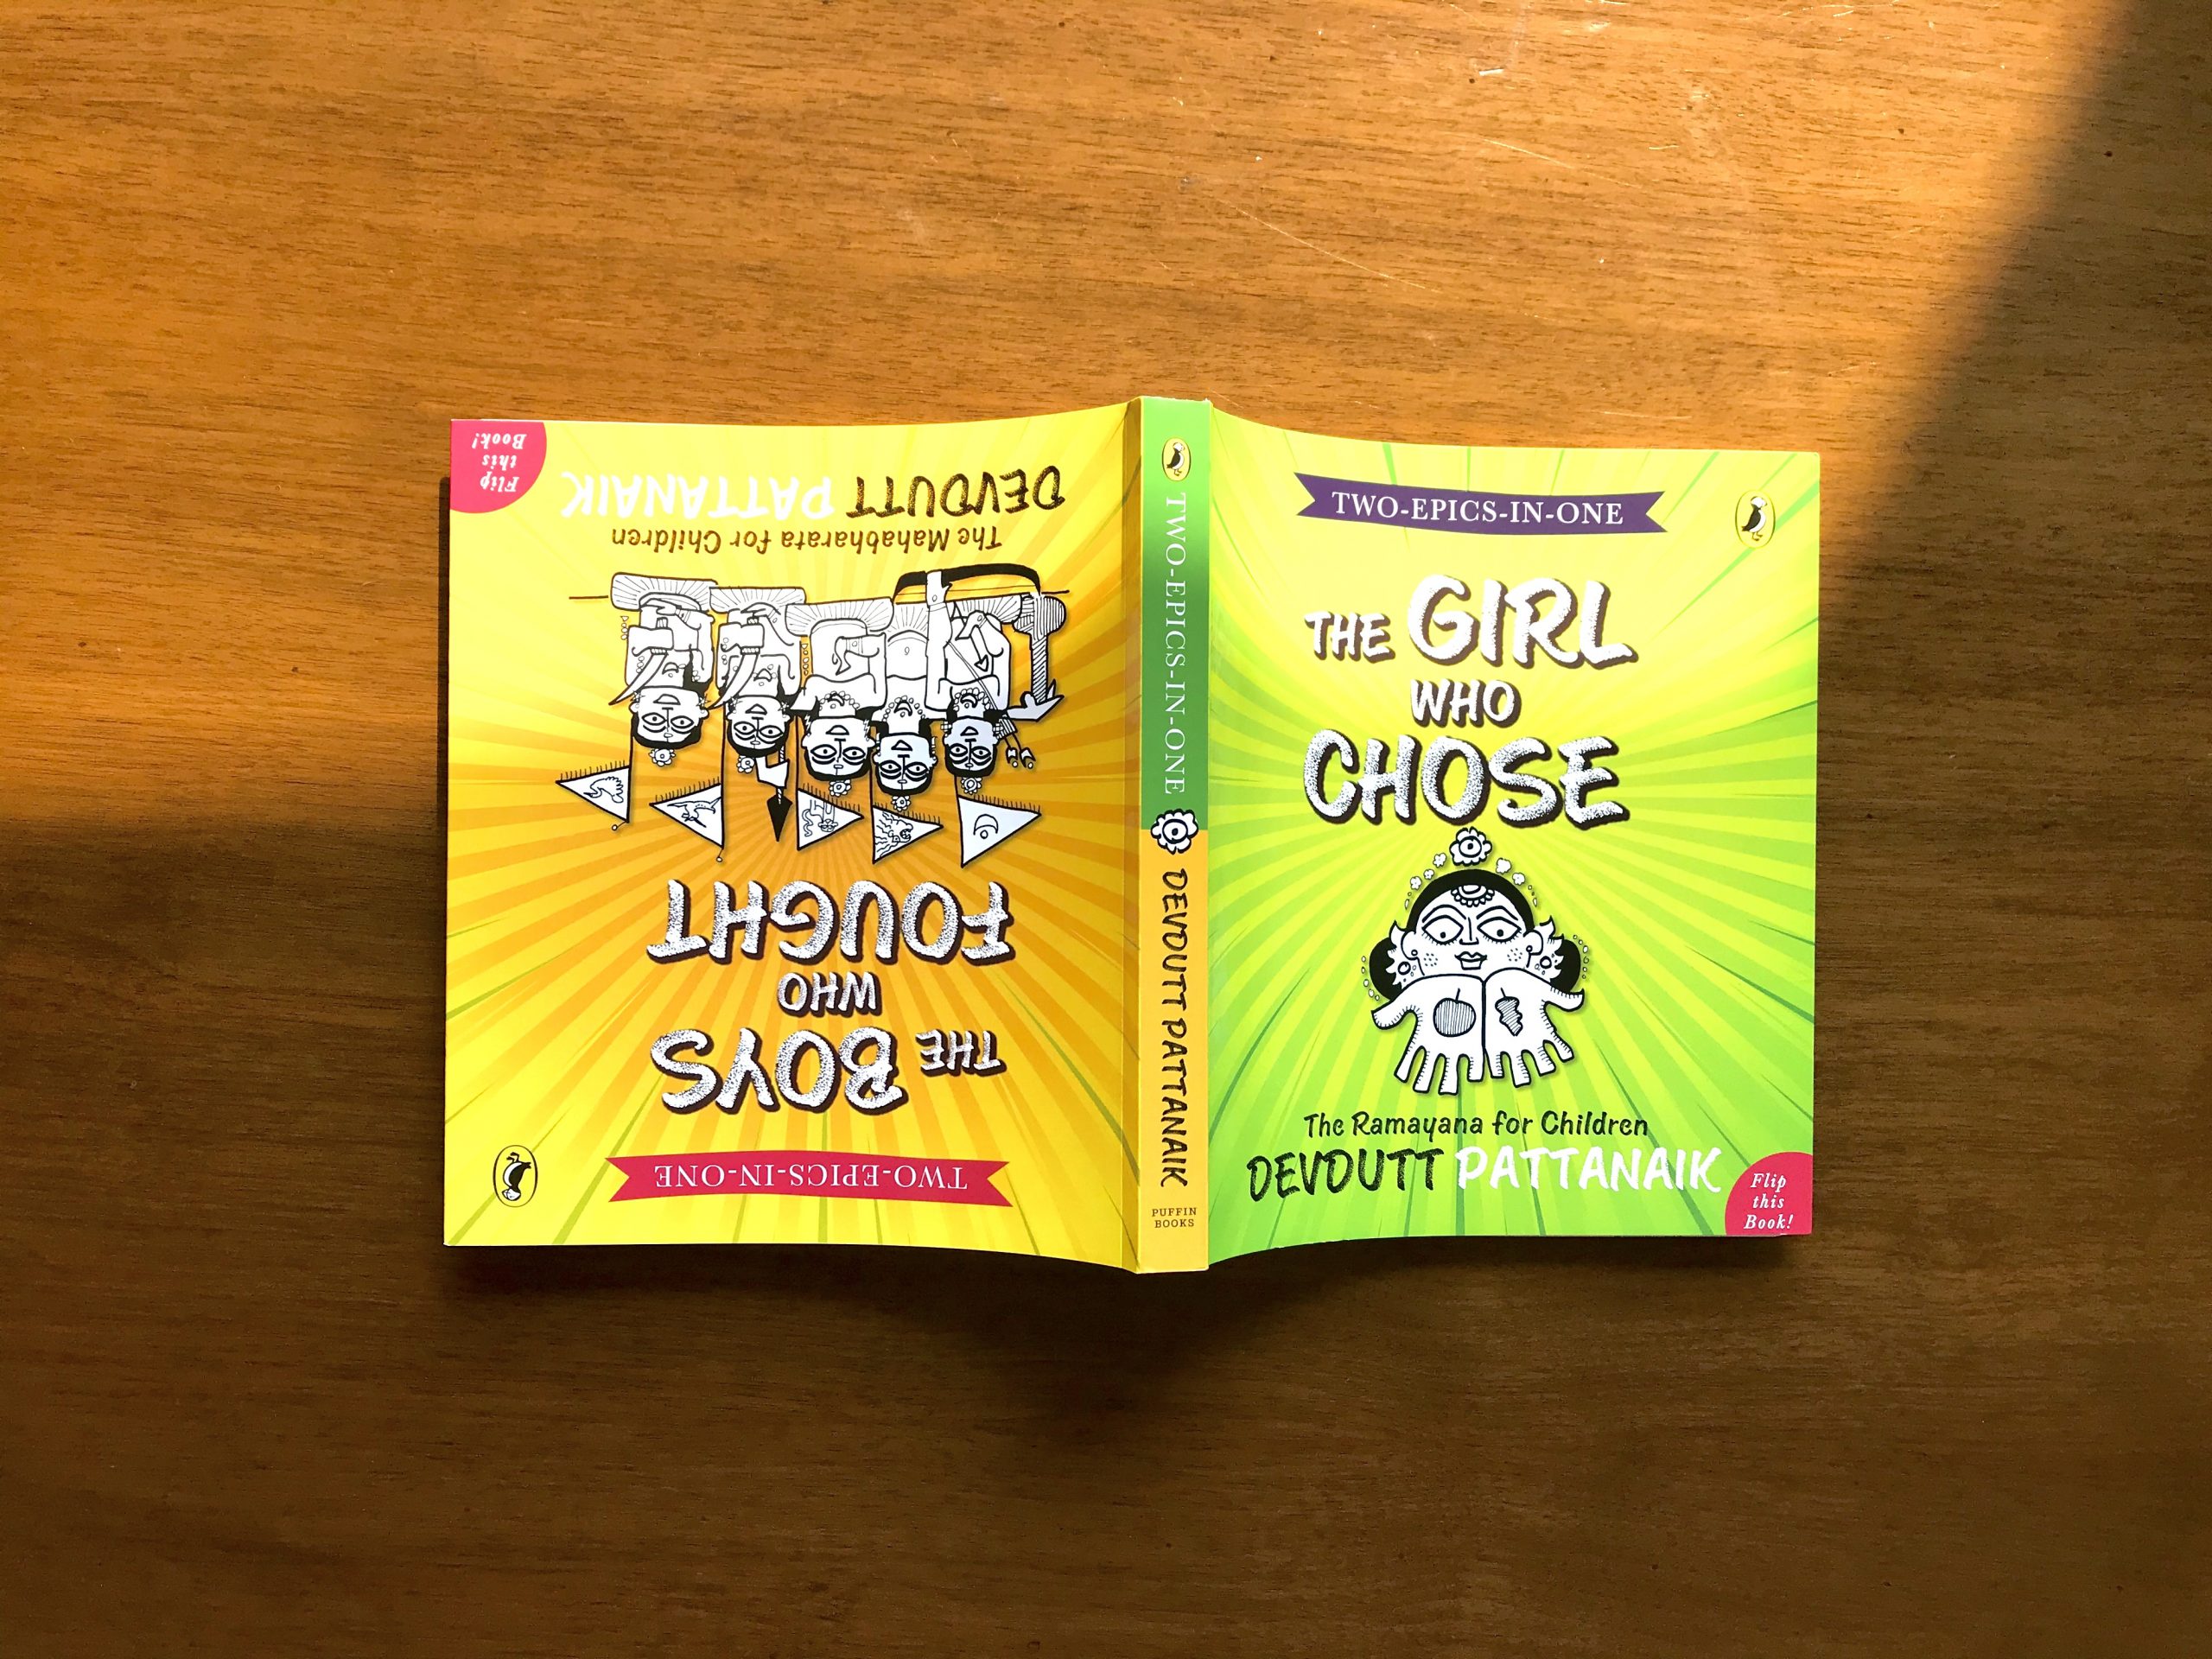 TWO-EPICS-IN-ONE
THE BOYS
WHO
FOUGHT
The Mahabharata for Children
DEVDUTT PATTANAIK
Flip
this
Book!
TWO-EPICS-IN-ONE DEVDUTT PATTANAIK
PUFFIN
BOOKS
TWO-EPICS-IN-ONE
THE GIRL
WHO
CHOSE
The Ramayana for Children
DEVDUTT PATTANAIK
Flip
this
Book!